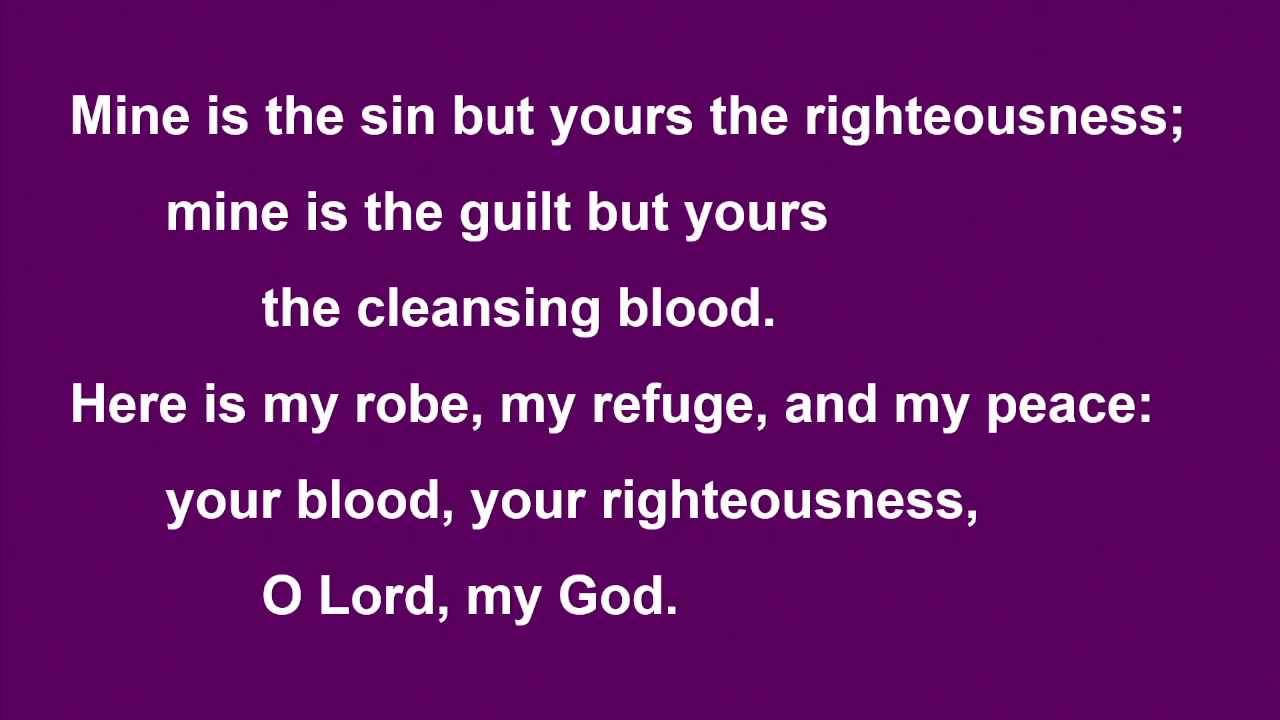 Mine is the sin but yours the righteousness;
mine is the guilt but yours
the cleansing blood.
Here is my robe, my refuge, and my peace:
your blood, your righteousness,
O Lord, my God.